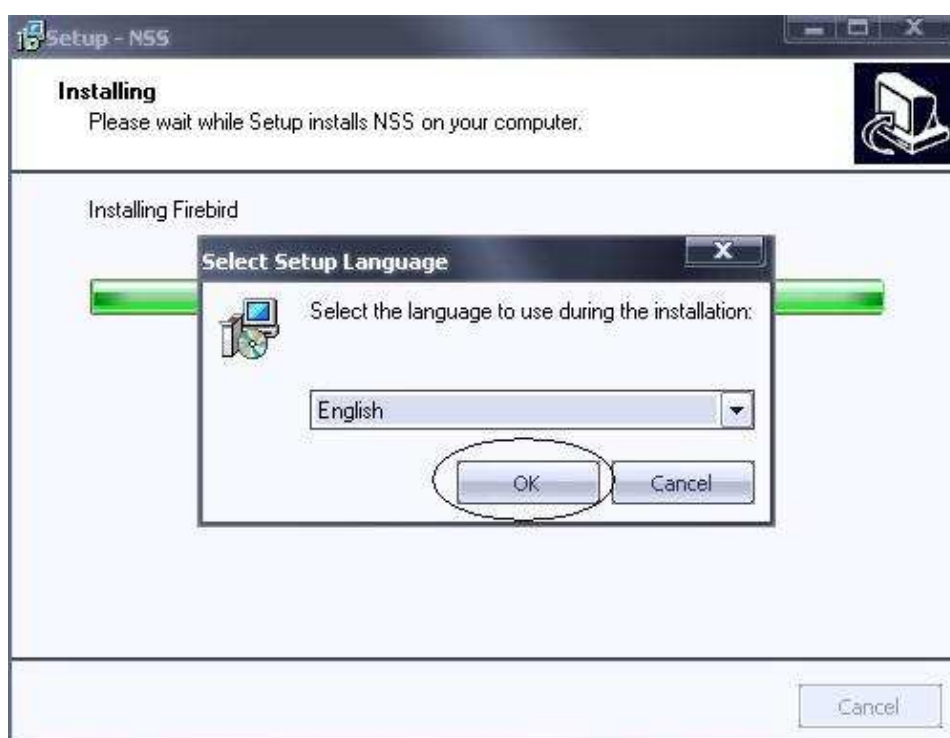 Setup - NSS
Installing
Please wait while Setup installs NSS on your computer.
Installing Firebird
Select Setup Language
Select the language to use during the installation:
English
OK
Cancel
Cancel